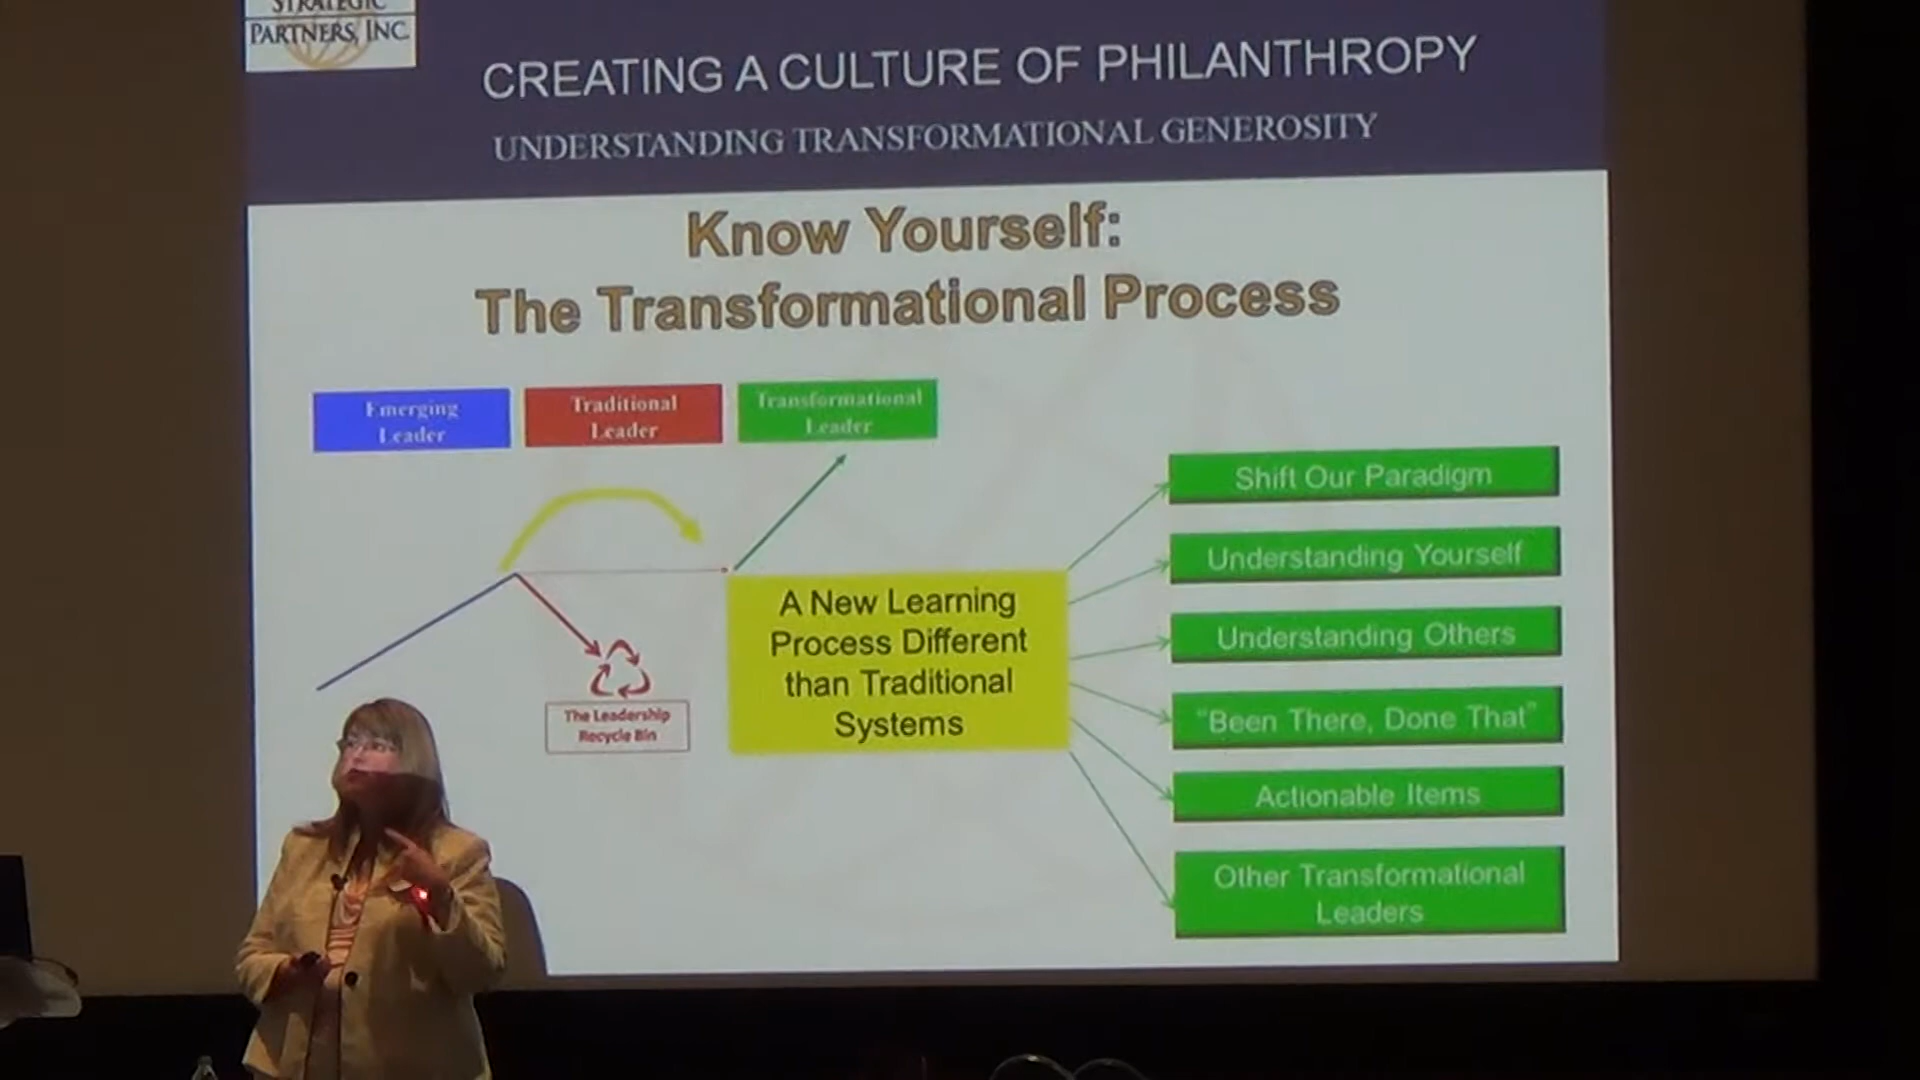 STRATEGIC
PARTNERS, INC.
CREATING A CULTURE OF PHILANTHROPY
UNDERSTANDING TRANSFORMATIONAL GENEROSITY
Know Yourself:
The Transformational Process
Emerging
Leader
Traditional
Leader
Transformational
Leader
The Leadership
Recycle Bin
A New Learning
Process Different
than Traditional
Systems
Shift Our Paradigm
Understanding Yourself
Understanding Others
“Been There, Done That”
Actionable Items
Other Transformational
Leaders